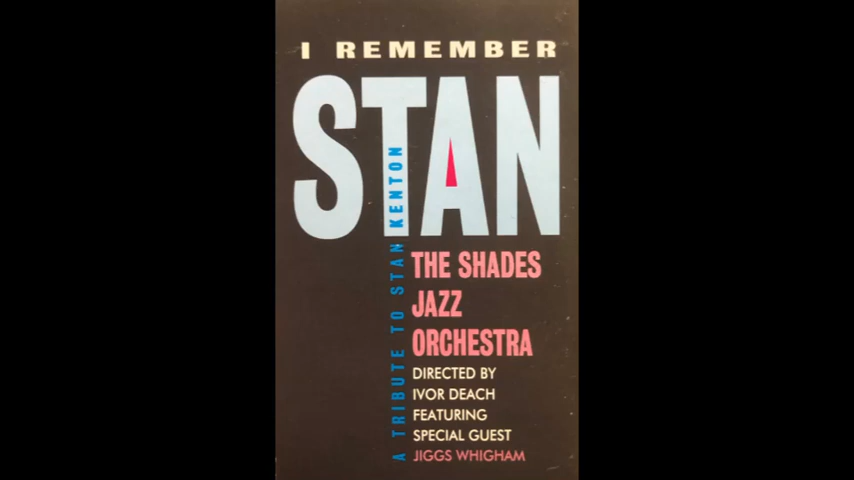 I REMEMBER
STAN
A TRIBUTE TO STAN KENTON
THE SHADES
JAZZ
ORCHESTRA
DIRECTED BY
IVOR DEACH
FEATURING
SPECIAL GUEST
JIGGS WHIGHAM